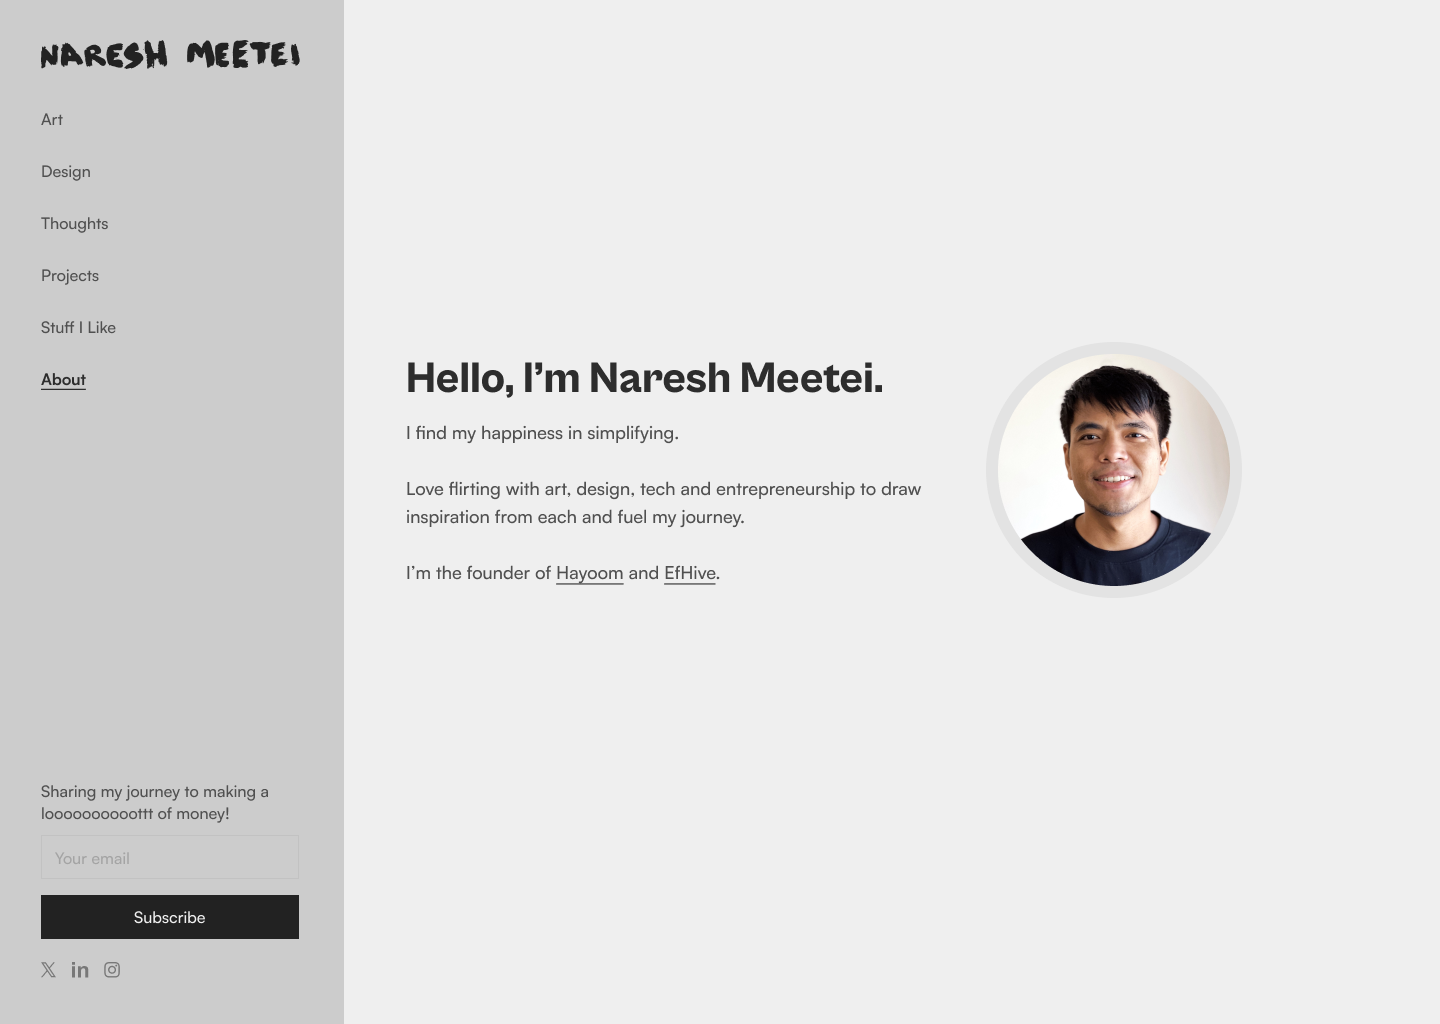 NARESH MEETEI
Art
Design
Thoughts
Projects
Stuff I Like
About
Sharing my journey to making a
loooooooooottt of money!
Your email
Subscribe
Hello, I’m Naresh Meetei.
I find my happiness in simplifying.
Love flirting with art, design, tech and entrepreneurship to draw
inspiration from each and fuel my journey.
I’m the founder of Hayoom and EfHive.